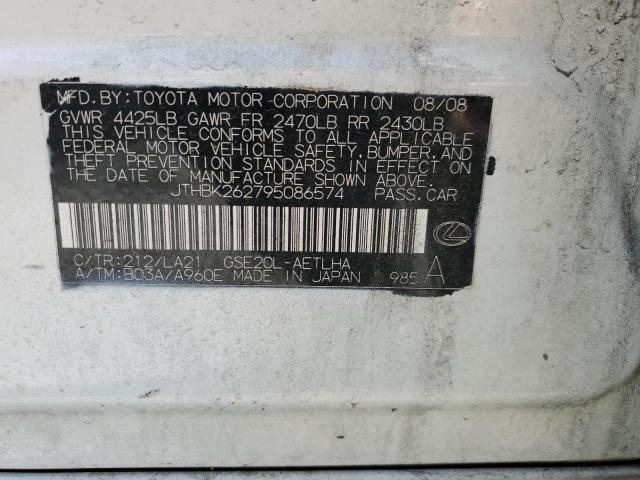 MFD.BY:TOYOTA MOTOR CORPORATION 08/08
GVWR 4425LB GAWR FR 2470LB RR 2430LB
THIS VEHICLE CONFORMS TO ALL APPLICABLE
FEDERAL MOTOR VEHICLE SAFETY, BUMPER, AND
THEFT PREVENTION STANDARDS IN EFFECT ON
THE DATE OF MANUFACTURE SHOWN ABOVE.
JTHBK262795086574 PASS.CAR
C/TR:212/LA21 GSE20L-AETLHA
A/TM:B03A/A960E MADE IN JAPAN 985 A